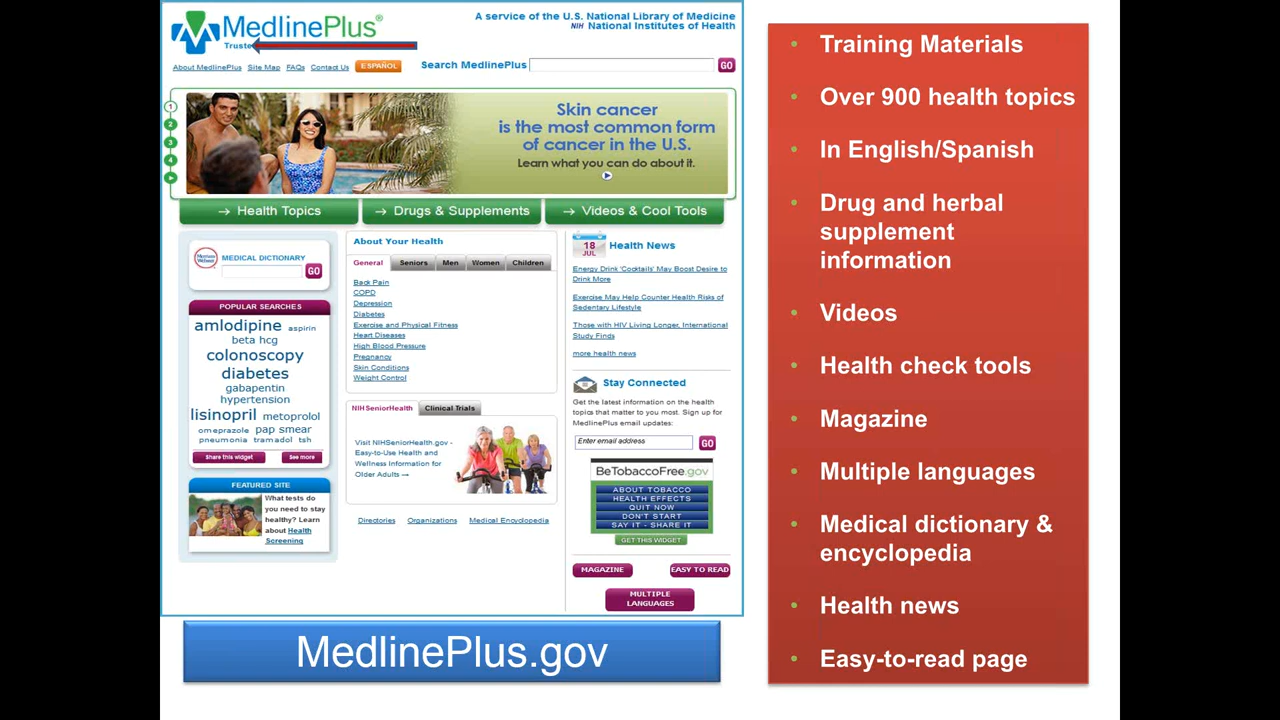 MedlinePlus®
Truste
A service of the U.S. National Library of Medicine
NIH National Institutes of Health
About MedlinePlus Site Map FAQs Contact Us ESPAÑOL
Search MedlinePlus GO
1
2
3
4
Skin cancer
is the most common form
of cancer in the U.S.
Learn what you can do about it.
→ Health Topics
→ Drugs & Supplements
→ Videos & Cool Tools
Merriam Webster
MEDICAL DICTIONARY
GO
POPULAR SEARCHES
amlodipine aspirin
beta hcg
colonoscopy
diabetes
gabapentin
hypertension
lisinopril metoprolol
omeprazole pap smear
pneumonia tramadol tsh
Share this widget See more
FEATURED SITE
What tests do
you need to stay
healthy? Learn
about Health
Screening
About Your Health
General Seniors Men Women Children
Back Pain
COPD
Depression
Diabetes
Exercise and Physical Fitness
Heart Diseases
High Blood Pressure
Pregnancy
Skin Conditions
Weight Control
NIHSeniorHealth Clinical Trials
Visit NIHSeniorHealth.gov -
Easy-to-Use Health and
Wellness Information for
Older Adults →
Directories Organizations Medical Encyclopedia
18
JUL
Health News
Energy Drink 'Cocktails' May Boost Desire to
Drink More
Exercise May Help Counter Health Risks of
Sedentary Lifestyle
Those with HIV Living Longer, International
Study Finds
more health news
Stay Connected
Get the latest information on the health
topics that matter to you most. Sign up for
MedlinePlus email updates:
Enter email address GO
BeTobaccoFree.gov
ABOUT TOBACCO
HEALTH EFFECTS
QUIT NOW
DON'T START
SAY IT - SHARE IT
GET THIS WIDGET
MAGAZINE EASY TO READ
MULTIPLE
LANGUAGES
MedlinePlus.gov
• Training Materials
• Over 900 health topics
• In English/Spanish
• Drug and herbal
supplement
information
• Videos
• Health check tools
• Magazine
• Multiple languages
• Medical dictionary &
encyclopedia
• Health news
• Easy-to-read page